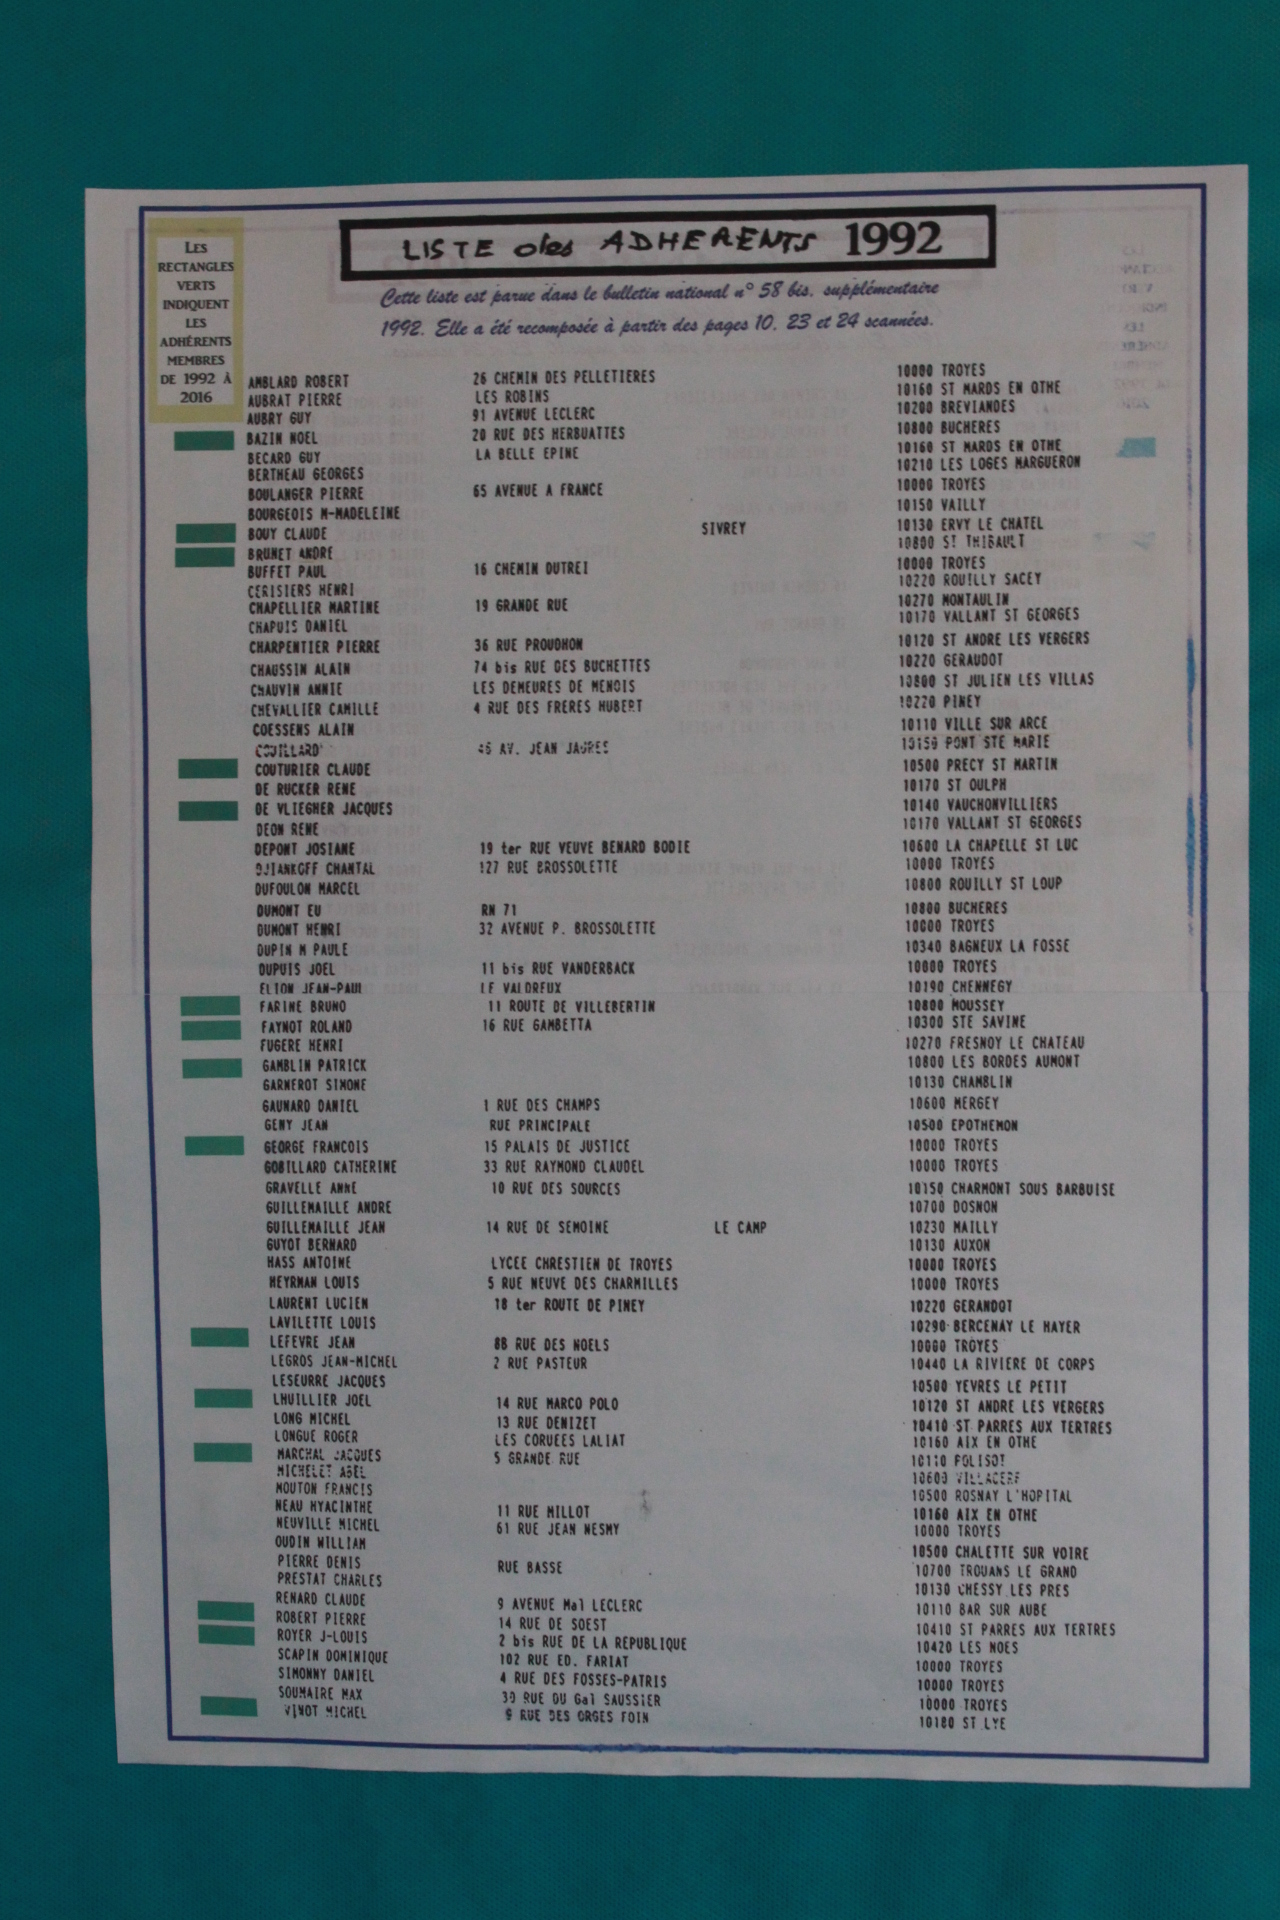 LES
RECTANGLES
VERTS
INDIQUENT
LES
ADHÉRENTS
MEMBRES
DE 1992 À
2016
LISTE des ADHERENTS 1992
Cette liste est parue dans le bulletin national n° 58 bis. supplémentaire
1992. Elle a été recomposée à partir des pages 10. 23 et 24 scannées.
AMBLARD ROBERT 26 CHEMIN DES PELLETIERES 10000 TROYES
AUBRAT PIERRE LES ROBINS 10160 ST MARDS EN OTHE
AUBRY GUY 91 AVENUE LECLERC 10200 BREVIANDES
BAZIN NOEL 20 RUE DES HERBUATTES 10800 BUCHERES
BECARD GUY LA BELLE EPINE 10160 ST MARDS EN OTHE
BERTHEAU GEORGES 10210 LES LOGES MARGUERON
BOULANGER PIERRE 65 AVENUE A FRANCE 10000 TROYES
BOURGEOIS M-MADELEINE 10150 VAILLY
BOUY CLAUDE SIVREY 10130 ERVY LE CHATEL
BRUNET ANDRE 10800 ST THIBAULT
BUFFET PAUL 16 CHEMIN DUTREI 10000 TROYES
CERISIERS HENRI 10220 ROUILLY SACEY
CHAPELLIER MARTINE 19 GRANDE RUE 10270 MONTAULIN
CHAPUIS DANIEL 10170 VALLANT ST GEORGES
CHARPENTIER PIERRE 36 RUE PROUDHON 10120 ST ANDRE LES VERGERS
CHAUSSIN ALAIN 74 bis RUE DES BUCHETTES 10220 GERAUDOT
CHAUVIN ANNIE LES DEMEURES DE MENOIS 10800 ST JULIEN LES VILLAS
CHEVALLIER CAMILLE 4 RUE DES FRERES HUBERT 10220 PINEY
COESSENS ALAIN 10110 VILLE SUR ARCE
COUILLARD 46 AV. JEAN JAURES 10150 PONT STE MARIE
COUTURIER CLAUDE 10500 PRECY ST MARTIN
DE RUCKER RENE 10170 ST OULPH
DE VLIEGHER JACQUES 10140 VAUCHONVILLIERS
DEON RENE 10170 VALLANT ST GEORGES
DEPONT JOSIANE 19 ter RUE VEUVE BENARD BODIE 10600 LA CHAPELLE ST LUC
DJIANKOFF CHANTAL 127 RUE BROSSOLETTE 10000 TROYES
DUFOULON MARCEL 10800 ROUILLY ST LOUP
DUMONT EU RN 71 10800 BUCHERES
DUMONT HENRI 32 AVENUE P. BROSSOLETTE 10000 TROYES
DUPIN M PAULE 10340 BAGNEUX LA FOSSE
DUPUIS JOEL 11 bis RUE VANDERBACK 10000 TROYES
ELION JEAN-PAUL LE VALDREUX 10190 CHENNEGY
FARINE BRUNO 11 ROUTE DE VILLEBERTIN 10800 MOUSSEY
FAYNOT ROLAND 16 RUE GAMBETTA 10300 STE SAVINE
FUGERE HENRI 10270 FRESNOY LE CHATEAU
GAMBLIN PATRICK 10800 LES BORDES AUMONT
GARNEROT SIMONE 10130 CHAMBLIN
GAUNARD DANIEL 1 RUE DES CHAMPS 10600 MERGEY
GENY JEAN RUE PRINCIPALE 10500 EPOTHEMON
GEORGE FRANCOIS 15 PALAIS DE JUSTICE 10000 TROYES
GOBILLARD CATHERINE 33 RUE RAYMOND CLAUDEL 10000 TROYES
GRAVELLE ANNE 10 RUE DES SOURCES 10150 CHARMONT SOUS BARBUISE
GUILLEMAILLE ANDRE 10700 DOSNON
GUILLEMAILLE JEAN 14 RUE DE SEMOINE LE CAMP 10230 MAILLY
GUYOT BERNARD 10130 AUXON
HASS ANTOINE LYCEE CHRESTIEN DE TROYES 10000 TROYES
HEYRMAN LOUIS 5 RUE NEUVE DES CHARMILLES 10000 TROYES
LAURENT LUCIEN 18 ter ROUTE DE PINEY 10220 GERANDOT
LAVILETTE LOUIS 10290 BERCENAY LE HAYER
LEFEVRE JEAN 88 RUE DES NOELS 10000 TROYES
LEGROS JEAN-MICHEL 2 RUE PASTEUR 10440 LA RIVIERE DE CORPS
LESEURRE JACQUES 10500 YEVRES LE PETIT
LHUILLIER JOEL 14 RUE MARCO POLO 10120 ST ANDRE LES VERGERS
LONG MICHEL 13 RUE DENIZET 10410 ST PARRES AUX TERTRES
LONGUE ROGER LES CORUEES LALIAT 10160 AIX EN OTHE
MARCHAL JACQUES 5 GRANDE RUE 10110 POLISOT
MICHELET ABEL 10600 VILLACERF
MOUTON FRANCIS 10500 ROSNAY L'HOPITAL
NEAU HYACINTHE 11 RUE MILLOT 10160 AIX EN OTHE
NEUVILLE MICHEL 61 RUE JEAN NESMY 10000 TROYES
OUDIN WILLIAM 10500 CHALETTE SUR VOIRE
PIERRE DENIS RUE BASSE 10700 TROUANS LE GRAND
PRESTAT CHARLES 10130 CHESSY LES PRES
RENARD CLAUDE 9 AVENUE Mal LECLERC 10110 BAR SUR AUBE
ROBERT PIERRE 14 RUE DE SOEST 10410 ST PARRES AUX TERTRES
ROYER J-LOUIS 2 bis RUE DE LA REPUBLIQUE 10420 LES NOES
SCAPIN DOMINIQUE 102 RUE ED. FARIAT 10000 TROYES
SIMONNY DANIEL 4 RUE DES FOSSES-PATRIS 10000 TROYES
SOUMAIRE MAX 30 RUE DU Gal SAUSSIER 10000 TROYES
VINOT MICHEL 9 RUE DES ORGES FOIN 10180 ST LYE